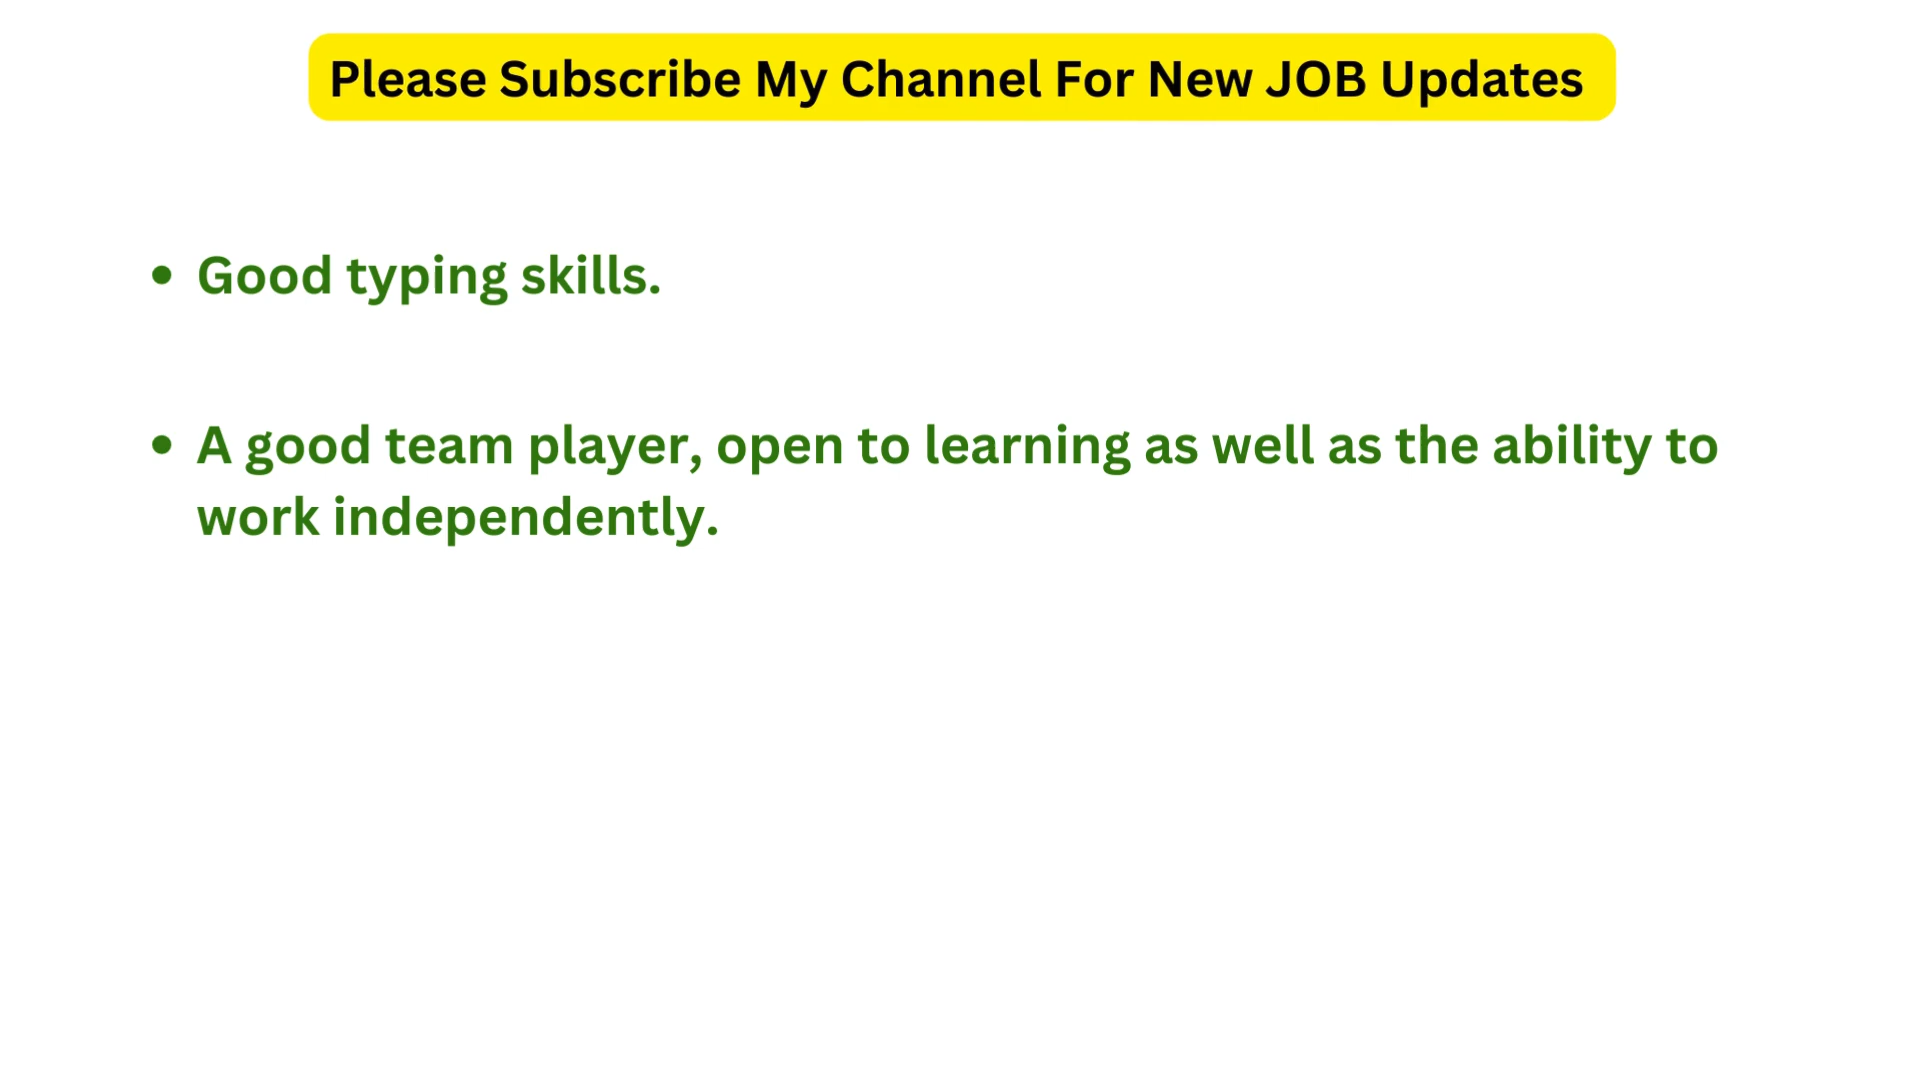 Please Subscribe My Channel For New JOB Updates
• Good typing skills.
• A good team player, open to learning as well as the ability to
work independently.